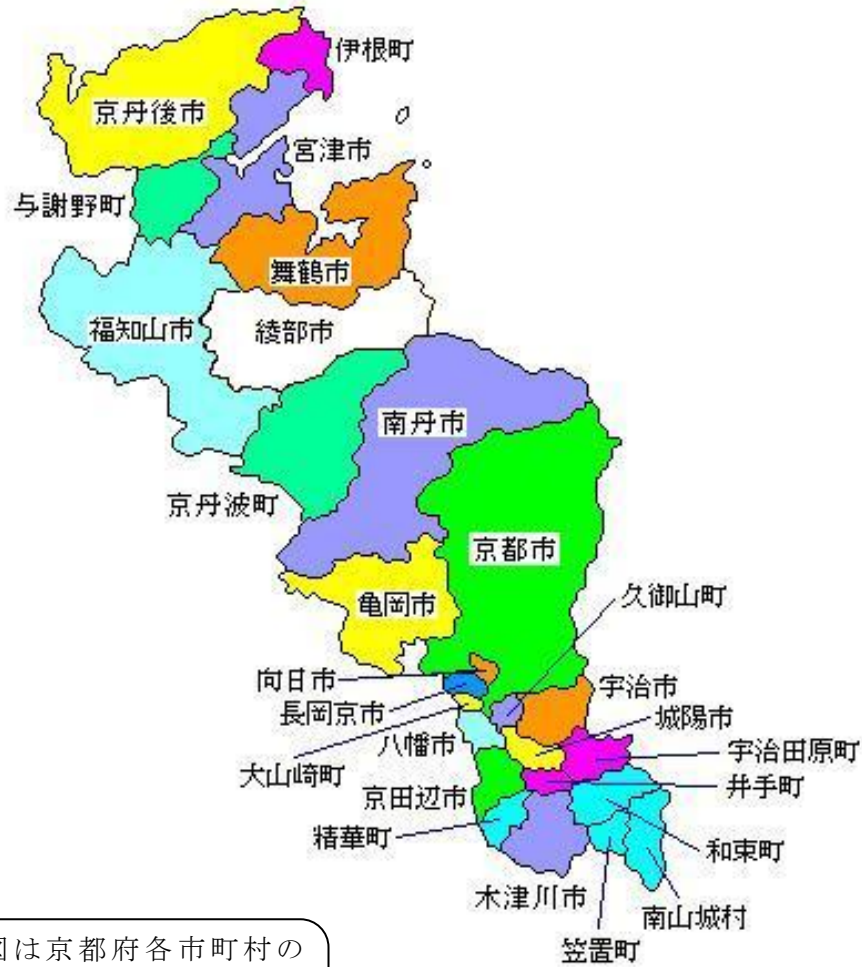 伊根町
京丹後市
宮津市
与謝野町
舞鶴市
福知山市
綾部市
南丹市
京丹波町
京都市
久御山町
亀岡市
向日市
宇治市
長岡京市
城陽市
八幡市
宇治田原町
大山崎町
井手町
京田辺市
精華町
和束町
木津川市
南山城村
笠置町
図は京都府各市町村の